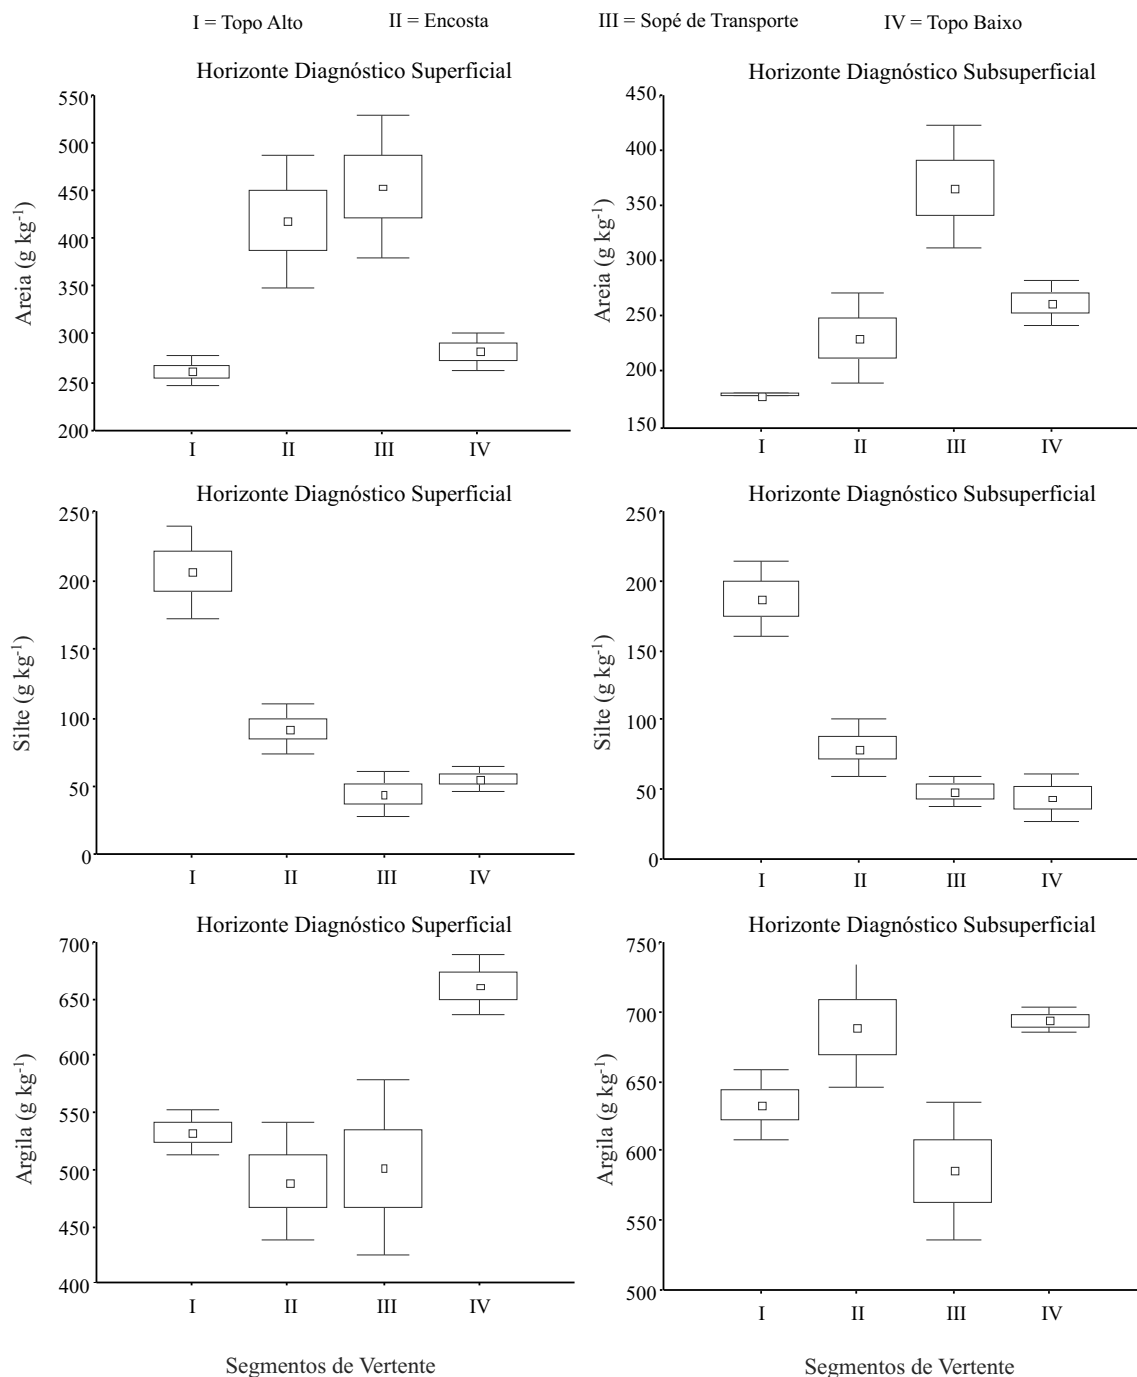 I = Topo Alto II = Encosta III = Sopé de Transporte IV = Topo Baixo
Horizonte Diagnóstico Superficial
Areia (g kg-1)
550
500
450
400
350
300
250
200
I II III IV
Horizonte Diagnóstico Subsuperficial
Areia (g kg-1)
450
400
350
300
250
200
150
I II III IV
Horizonte Diagnóstico Superficial
Silte (g kg-1)
250
200
150
100
50
0
I II III IV
Horizonte Diagnóstico Subsuperficial
Silte (g kg-1)
250
200
150
100
50
0
I II III IV
Horizonte Diagnóstico Superficial
Argila (g kg-1)
700
650
600
550
500
450
400
I II III IV
Segmentos de Vertente
Horizonte Diagnóstico Subsuperficial
Argila (g kg-1)
750
700
650
600
550
500
I II III IV
Segmentos de Vertente